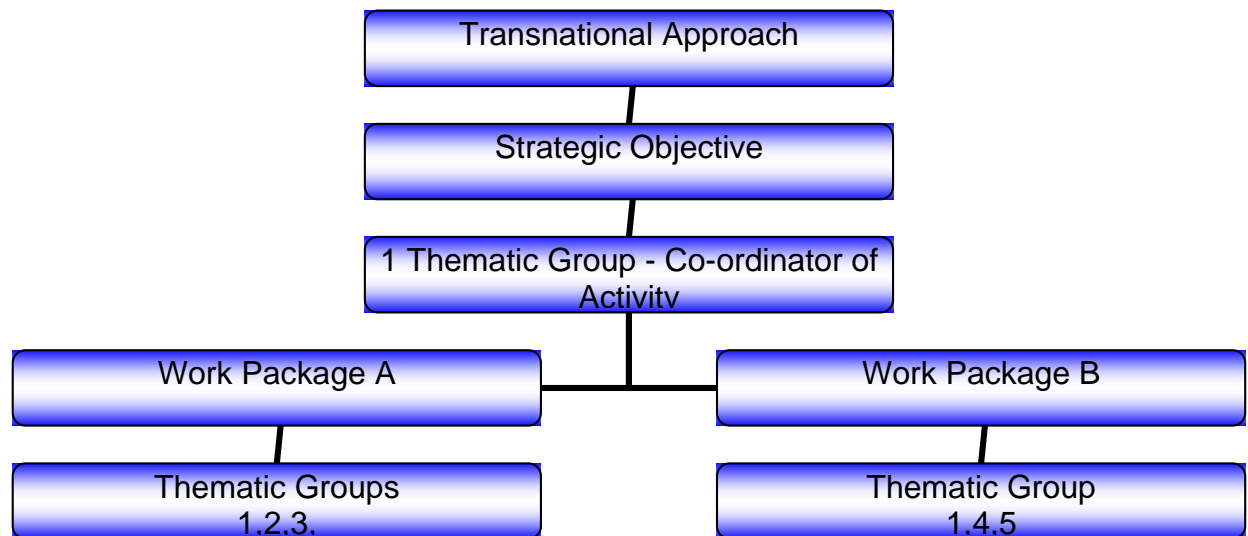 Transnational Approach
Strategic Objective
1 Thematic Group - Co-ordinator of
Activity
Work Package A
Work Package B
Thematic Groups
1,2,3,
Thematic Group
1,4,5